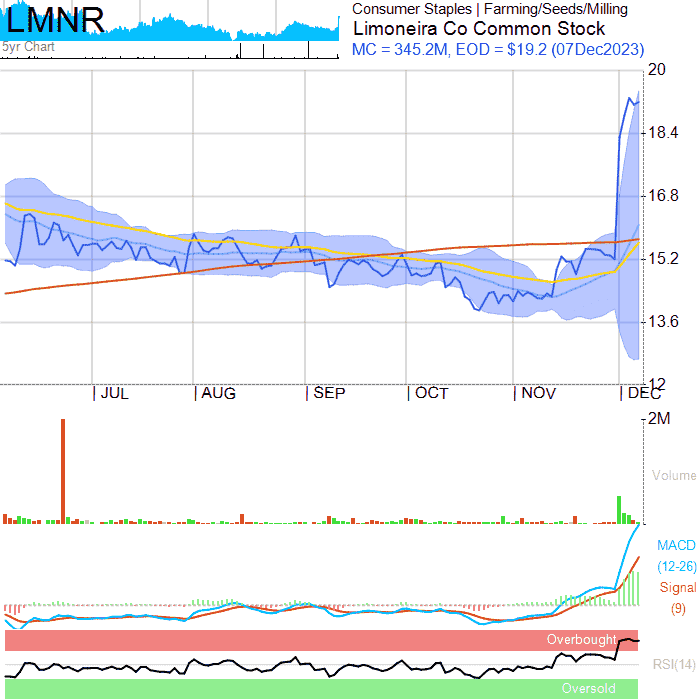 LMNR
5yr Chart
Consumer Staples | Farming/Seeds/Milling
Limoneira Co Common Stock
MC = 345.2M, EOD = $19.2 (07Dec2023)
20
18.4
16.8
15.2
13.6
12
JUL
AUG
SEP
OCT
NOV
DEC
2M
Volume
MACD
(12-26)
Signal
(9)
Overbought
RSI(14)
Oversold